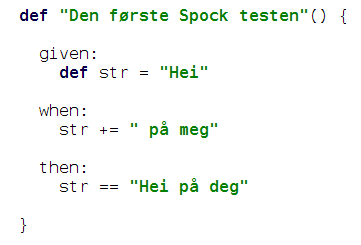 def "Den første Spock testen"() {
given:
def str = "Hei"
when:
str += " på meg"
then:
str == "Hei på deg"
}